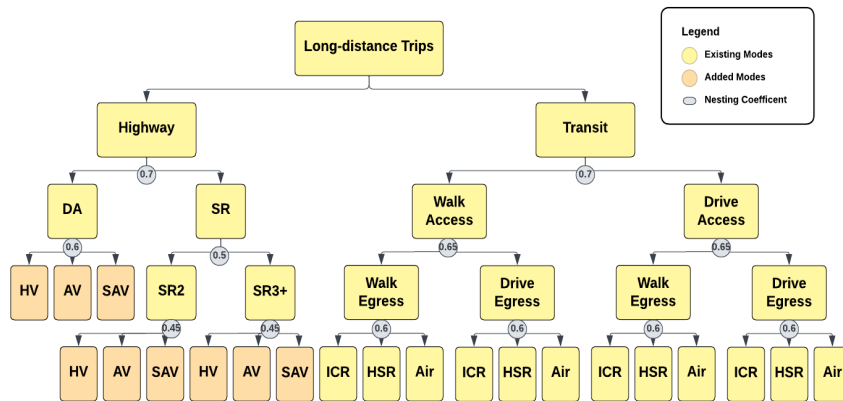 Long-distance Trips
Legend
Existing Modes
Added Modes
Nesting Coefficent
Highway
Transit
0.7
0.7
DA
SR
Walk
Access
Drive
Access
0.6
0.5
0.65
0.65
HV
AV
SAV
SR2
SR3+
Walk
Egress
Drive
Egress
Walk
Egress
Drive
Egress
0.45
0.45
0.6
0.6
0.6
0.6
HV
AV
SAV
HV
AV
SAV
ICR
HSR
Air
ICR
HSR
Air
ICR
HSR
Air
ICR
HSR
Air